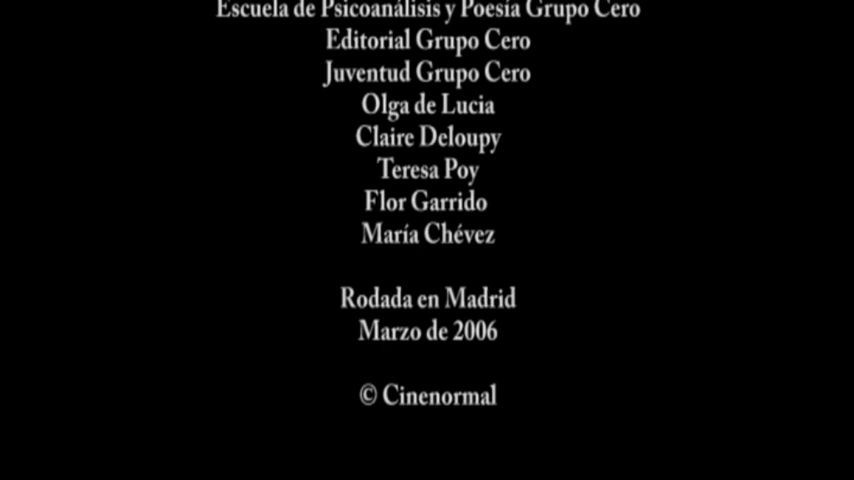 Escuela de Psicoanálisis y Poesía Grupo Cero
Editorial Grupo Cero
Juventud Grupo Cero
Olga de Lucia
Claire Deloupy
Teresa Poy
Flor Garrido
María Chévez
Rodada en Madrid
Marzo de 2006
© Cinenormal